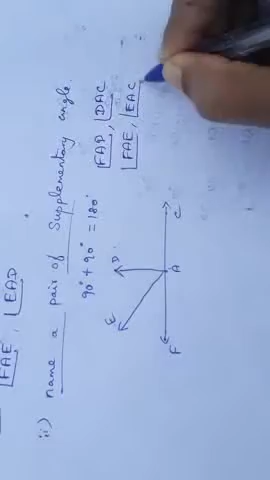 ∠FAE, ∠EAD
ii) Name a pair of Supplementary angle.
90° + 90° = 180°
∠FAD, ∠DAC
∠FAE, ∠EAC
E
D
F
A
C